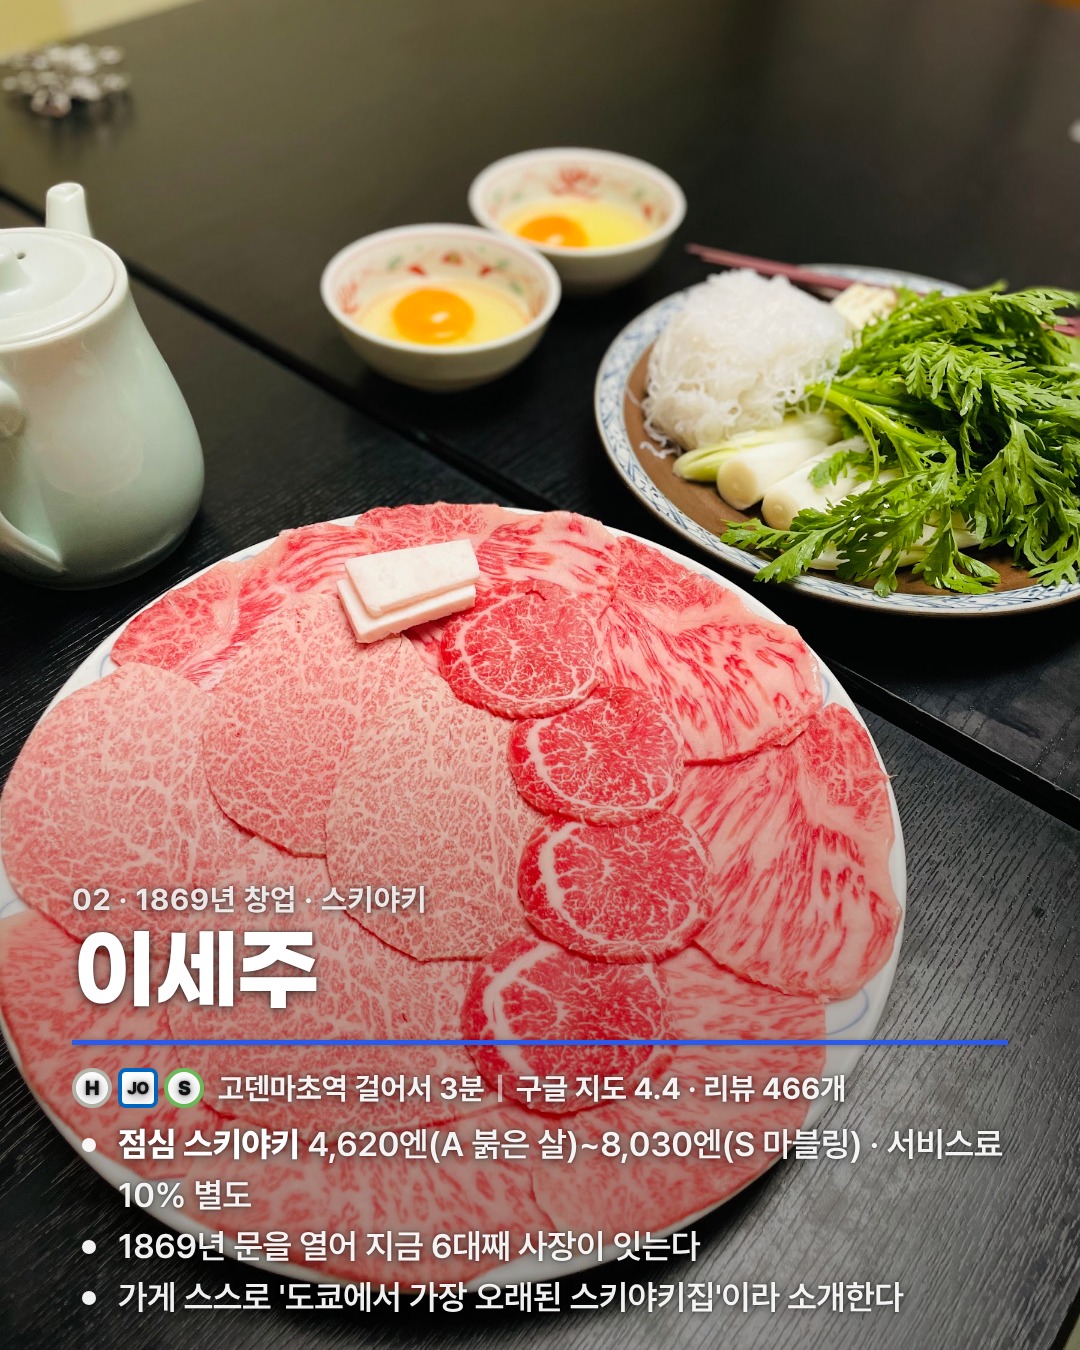 02 · 1869년 창업 · 스키야키
이세주
H JO S 고덴마초역 걸어서 3분 | 구글 지도 4.4 · 리뷰 466개
• 점심 스키야키 4,620엔(A 붉은 살)~8,030엔(S 마블링) · 서비스료
10% 별도
• 1869년 문을 열어 지금 6대째 사장이 잇는다
• 가게 스스로 '도쿄에서 가장 오래된 스키야키집'이라 소개한다